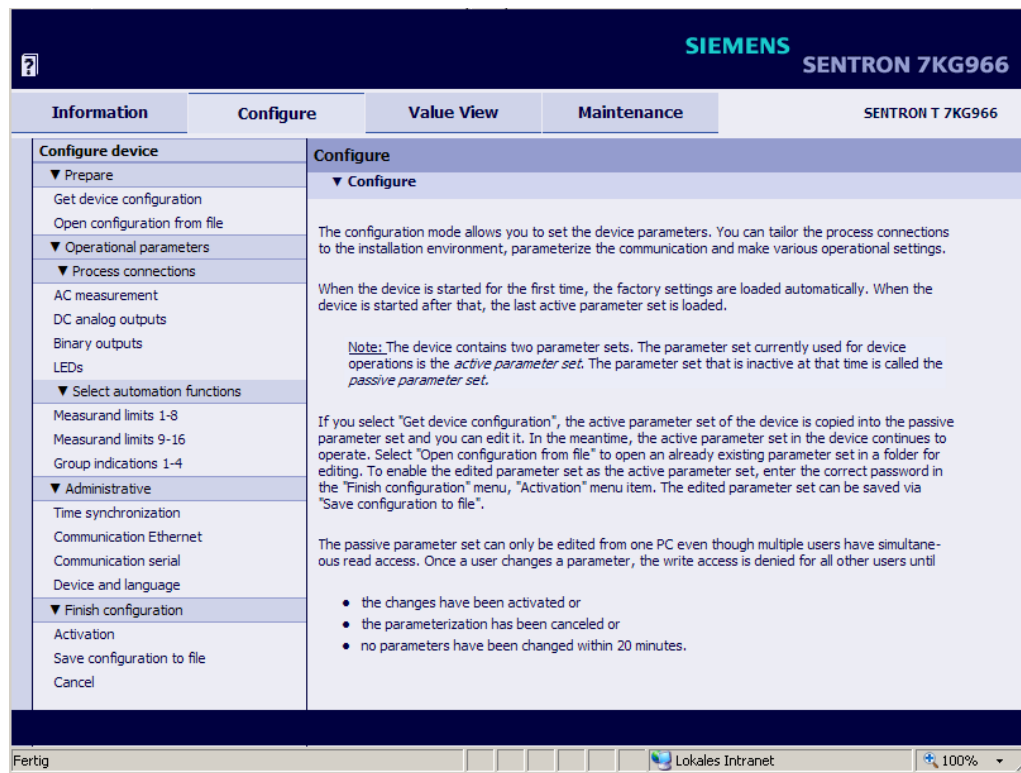 ?
SIEMENS
SENTRON 7KG966
Information
Configure
Value View
Maintenance
SENTRON T 7KG966
Configure device
▼ Prepare
Get device configuration
Open configuration from file
▼ Operational parameters
▼ Process connections
AC measurement
DC analog outputs
Binary outputs
LEDs
▼ Select automation functions
Measurand limits 1-8
Measurand limits 9-16
Group indications 1-4
▼ Administrative
Time synchronization
Communication Ethernet
Communication serial
Device and language
▼ Finish configuration
Activation
Save configuration to file
Cancel
Configure
▼ Configure
The configuration mode allows you to set the device parameters. You can tailor the process connections
to the installation environment, parameterize the communication and make various operational settings.
When the device is started for the first time, the factory settings are loaded automatically. When the
device is started after that, the last active parameter set is loaded.
Note: The device contains two parameter sets. The parameter set currently used for device
operations is the active parameter set. The parameter set that is inactive at that time is called the
passive parameter set.
If you select "Get device configuration", the active parameter set of the device is copied into the passive
parameter set and you can edit it. In the meantime, the active parameter set in the device continues to
operate. Select "Open configuration from file" to open an already existing parameter set in a folder for
editing. To enable the edited parameter set as the active parameter set, enter the correct password in
the "Finish configuration" menu, "Activation" menu item. The edited parameter set can be saved via
"Save configuration to file".
The passive parameter set can only be edited from one PC even though multiple users have simultane-
ous read access. Once a user changes a parameter, the write access is denied for all other users until
• the changes have been activated or
• the parameterization has been canceled or
• no parameters have been changed within 20 minutes.
Fertig
Lokales Intranet
100%